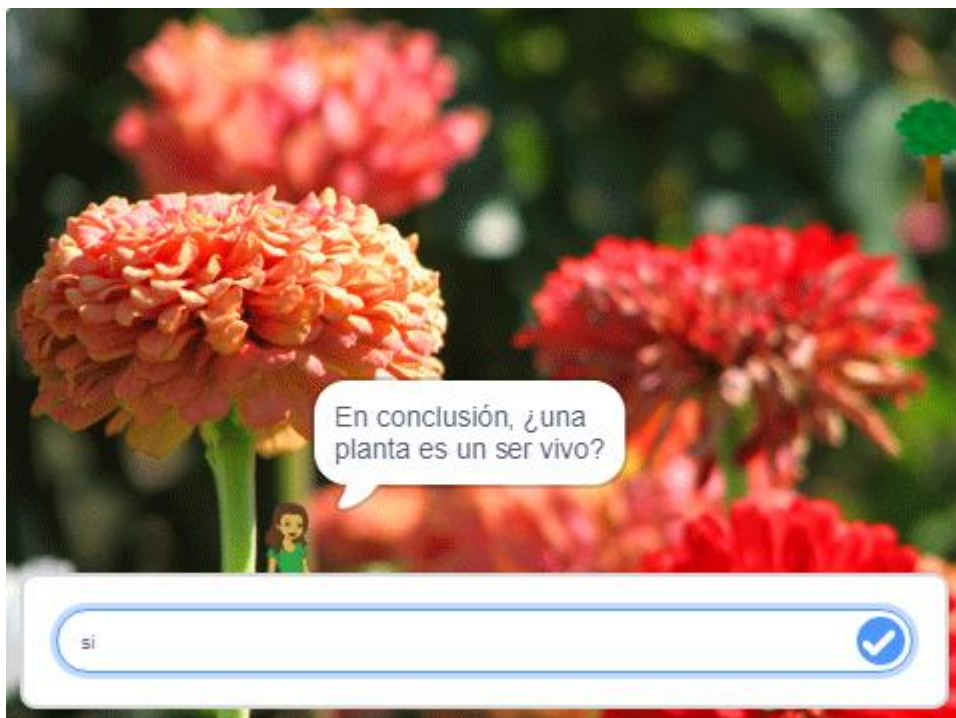 En conclusión, ¿una
planta es un ser vivo?
si